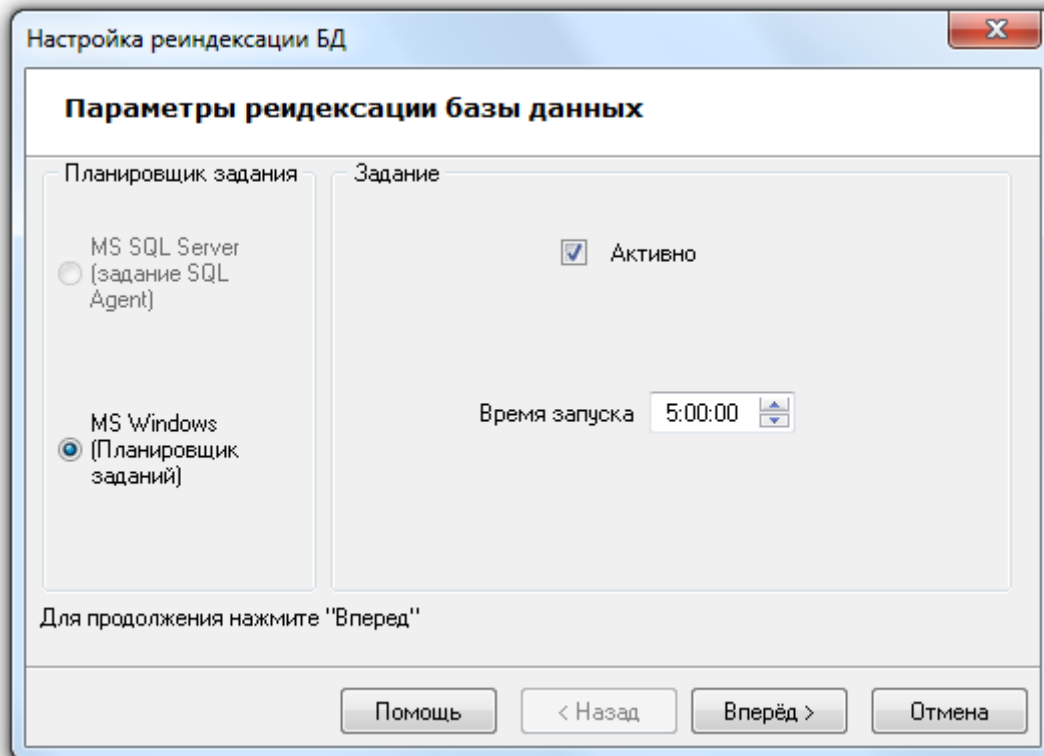 Настройка реиндексации БД
Параметры реидексации базы данных
Планировщик задания
Задание
MS SQL Server
(задание SQL
Agent)
Активно
MS Windows
(Планировщик
заданий)
Время запуска 5:00:00
Для продолжения нажмите "Вперед"
Помощь < Назад Вперёд > Отмена